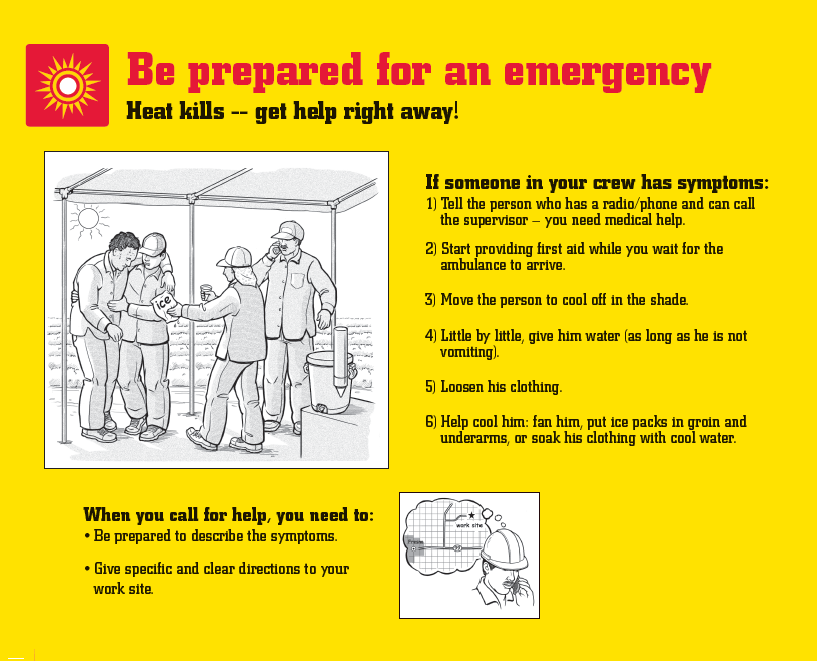 Be prepared for an emergency
Heat kills -- get help right away!
ice
If someone in your crew has symptoms:
1) Tell the person who has a radio/phone and can call
the supervisor – you need medical help.
2) Start providing first aid while you wait for the
ambulance to arrive.
3) Move the person to cool off in the shade.
4) Little by little, give him water (as long as he is not
vomiting).
5) Loosen his clothing.
6) Help cool him: fan him, put ice packs in groin and
underarms, or soak his clothing with cool water.
When you call for help, you need to:
• Be prepared to describe the symptoms.
• Give specific and clear directions to your
work site.
work site